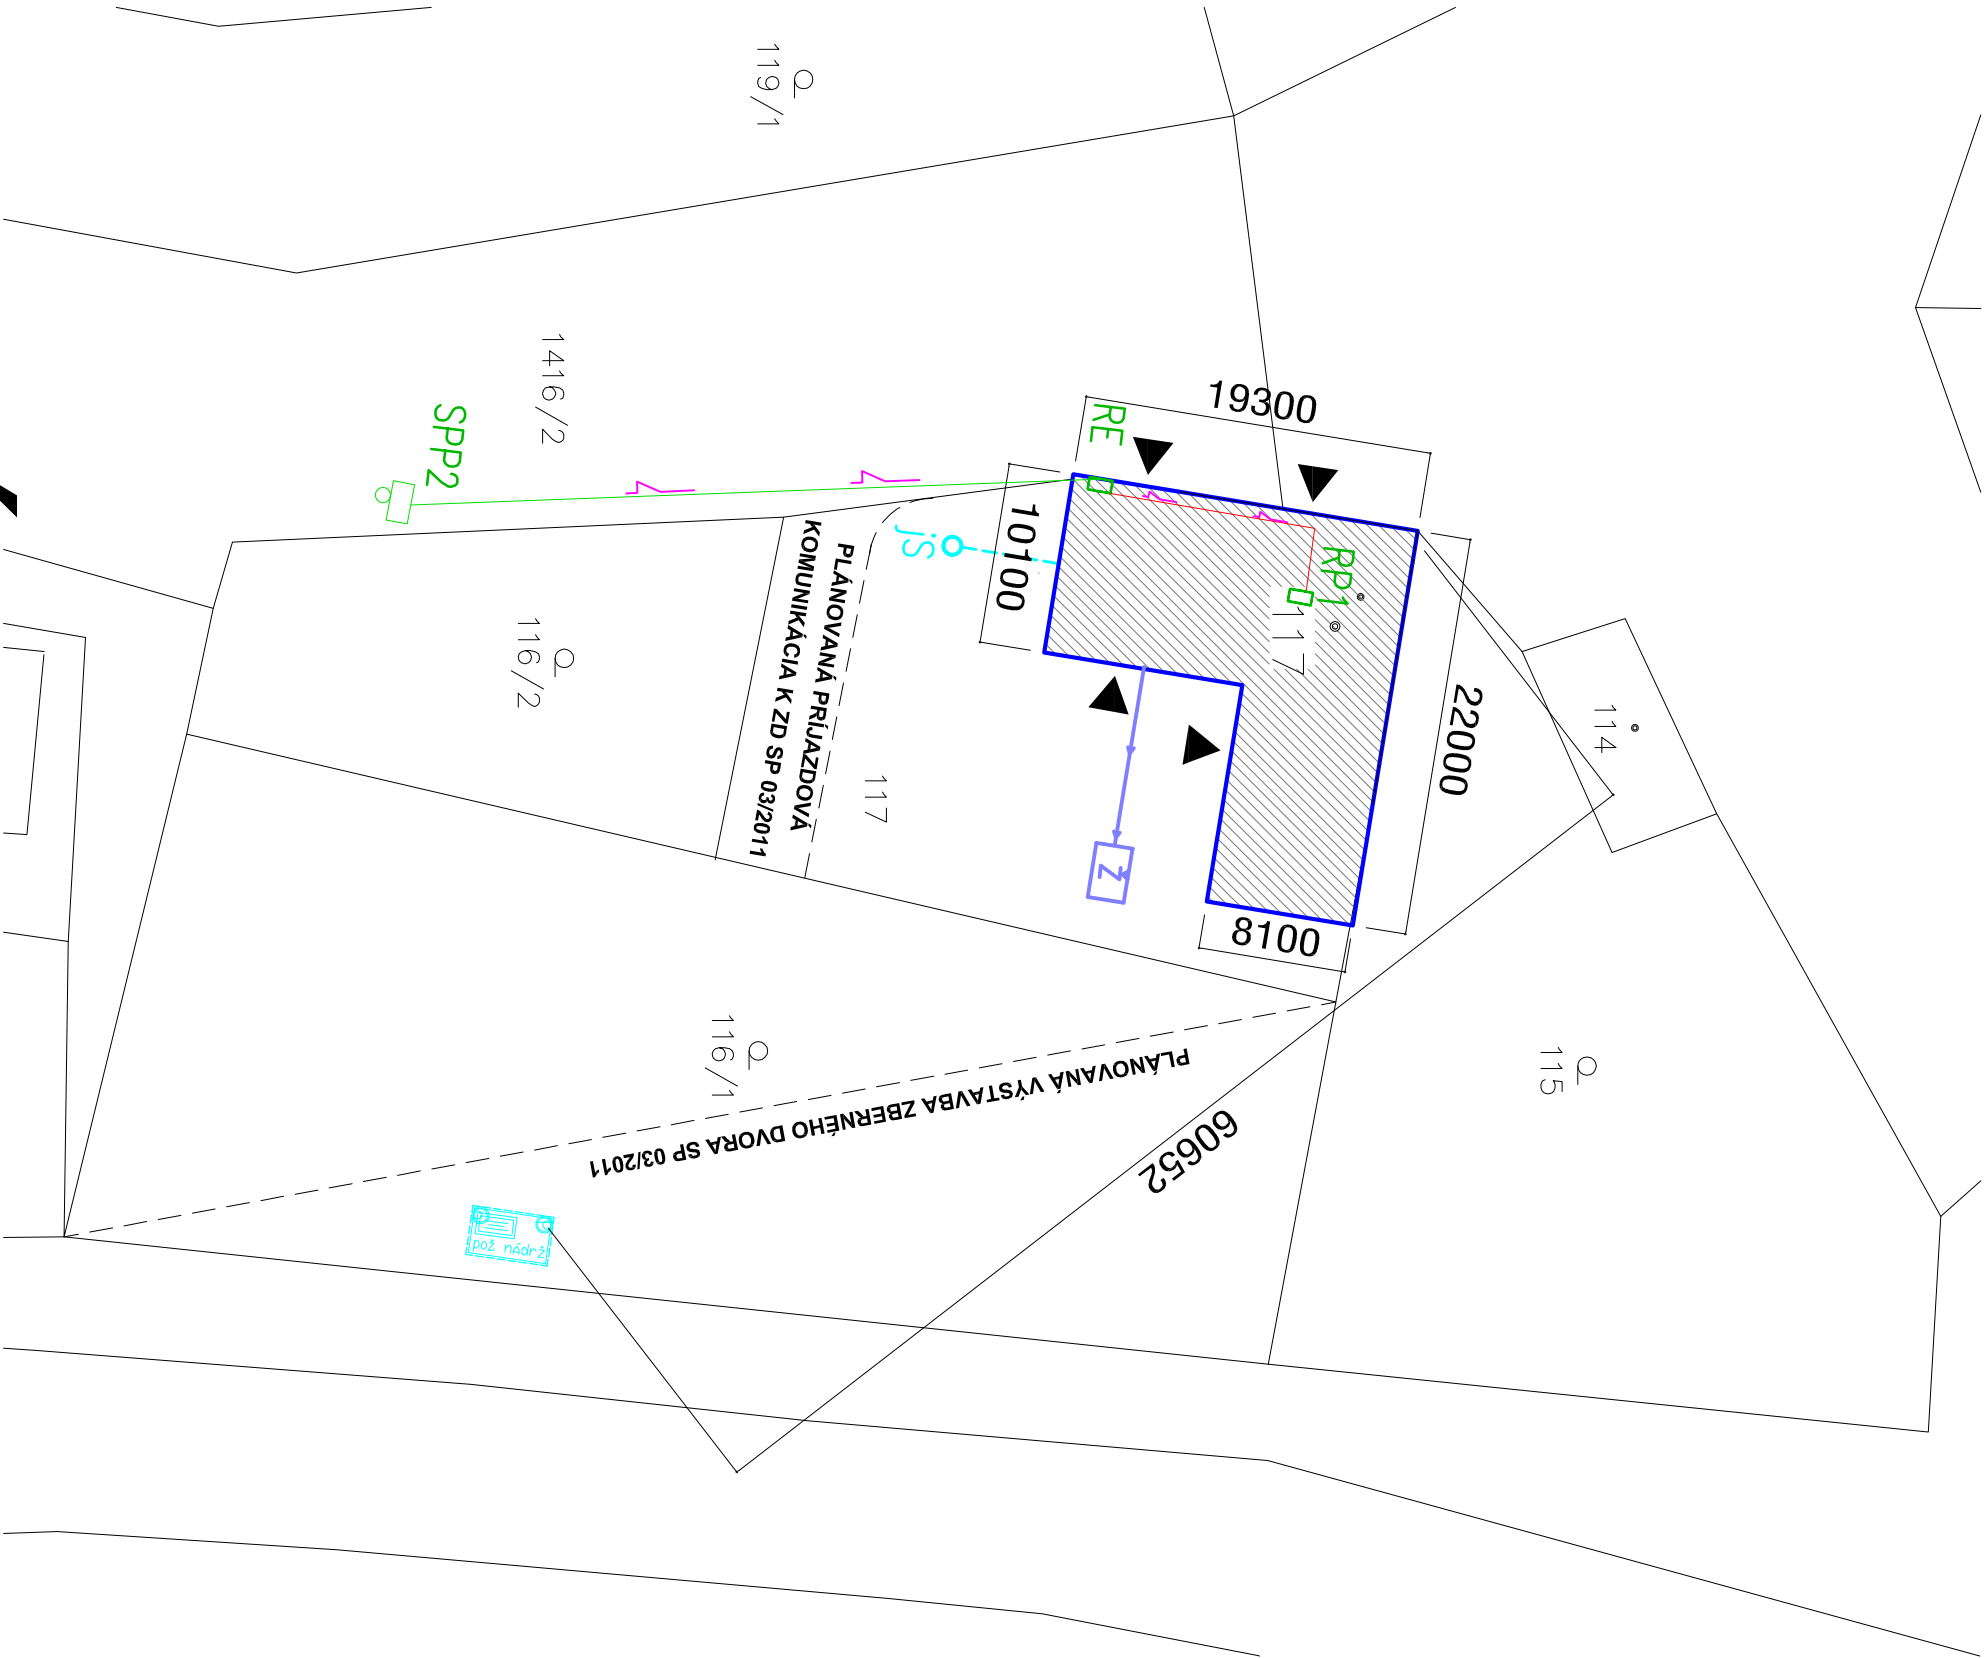 119/1
1416/2
SPP2
19300
RE
10100
JS
RP1
117
22000
114
116/2
PLÁNOVANÁ PRÍJAZDOVÁ
KOMUNIKÁCIA K ZD SP 03/2011
117
Ž
8100
116/1
115
PLÁNOVANÁ VÝSTAVBA ZBERNÉHO DVORA SP 03/2011
60652
pož nádrž